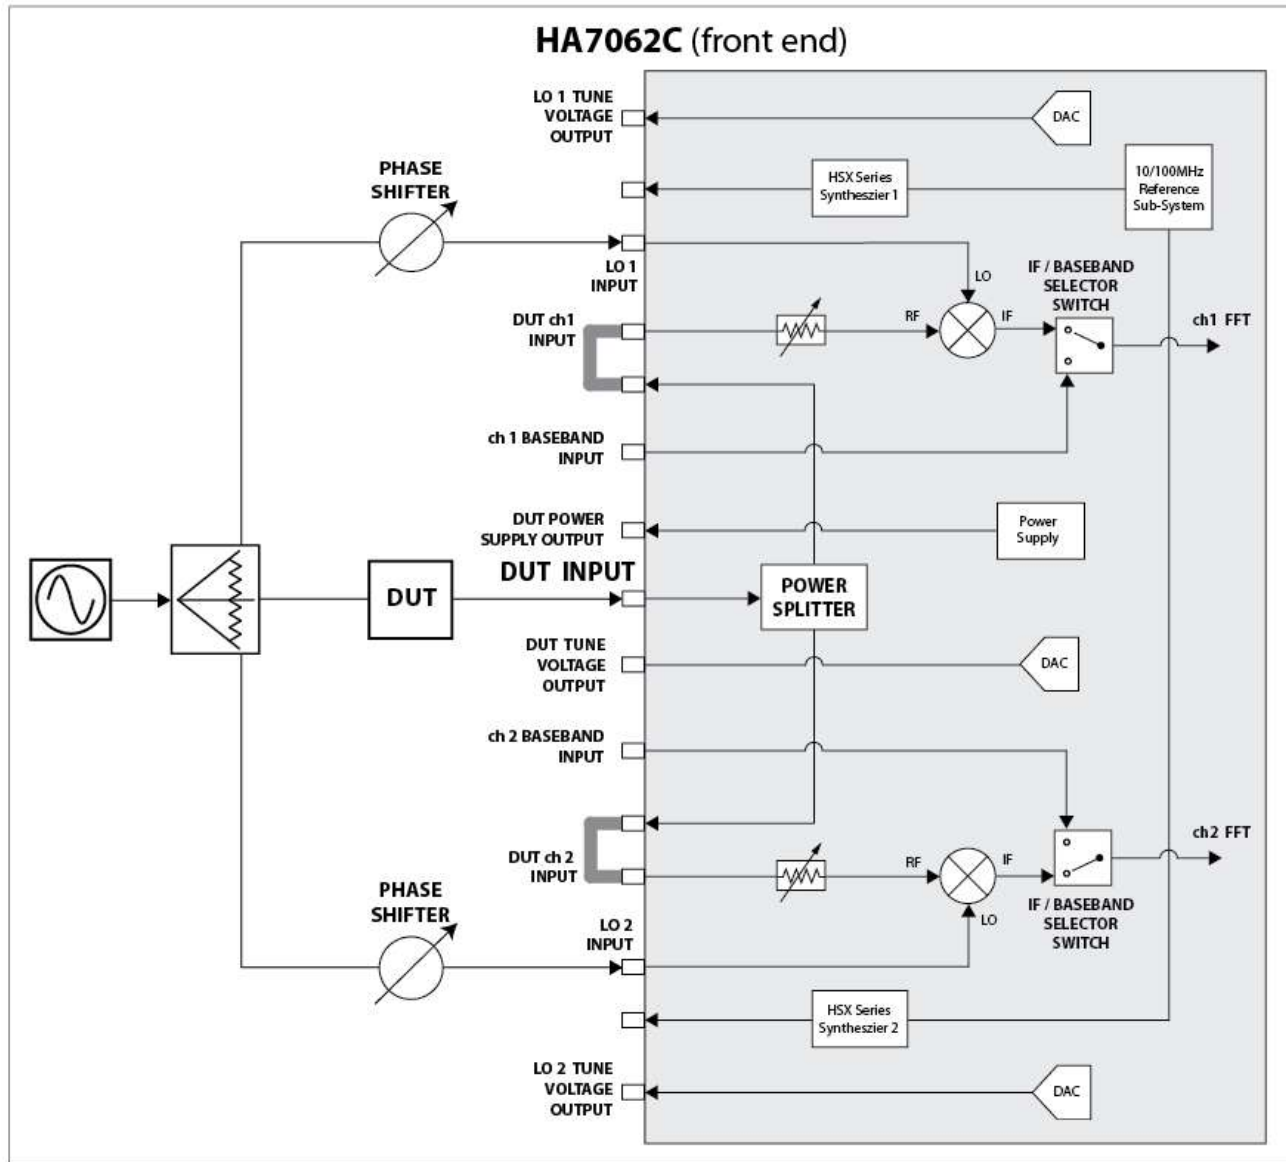 HA7062C (front end)
LO 1 TUNE
VOLTAGE
OUTPUT
DAC
PHASE
SHIFTER
HSX Series
Syntheszier 1
10/100MHz
Reference
Sub-System
LO 1
INPUT
LO
IF / BASEBAND
SELECTOR
SWITCH
DUT ch1
INPUT
RF
IF
ch1 FFT
ch 1 BASEBAND
INPUT
DUT POWER
SUPPLY OUTPUT
Power
Supply
DUT INPUT
DUT
POWER
SPLITTER
DUT TUNE
VOLTAGE
OUTPUT
DAC
ch 2 BASEBAND
INPUT
ch2 FFT
DUT ch 2
INPUT
RF
IF
PHASE
SHIFTER
LO
IF / BASEBAND
SELECTOR
SWITCH
LO 2
INPUT
HSX Series
Syntheszier 2
LO 2 TUNE
VOLTAGE
OUTPUT
DAC